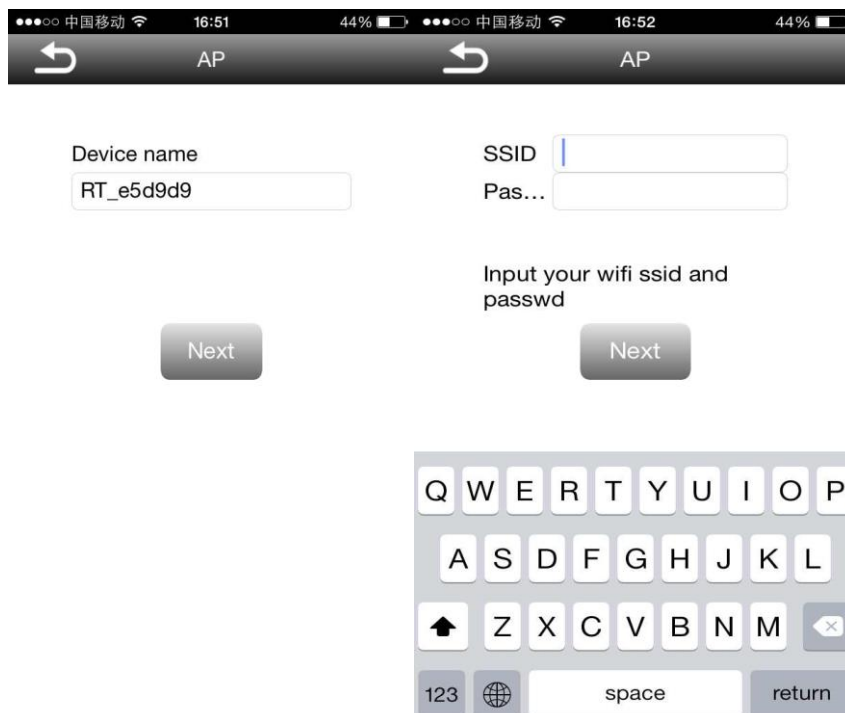 中国移动 16:51 44%
AP
Device name
RT_e5d9d9
Next
中国移动 16:52 44%
AP
SSID
Pas...
Input your wifi ssid and
passwd
Next
Q W E R T Y U I O P
A S D F G H J K L
Z X C V B N M
123 space return